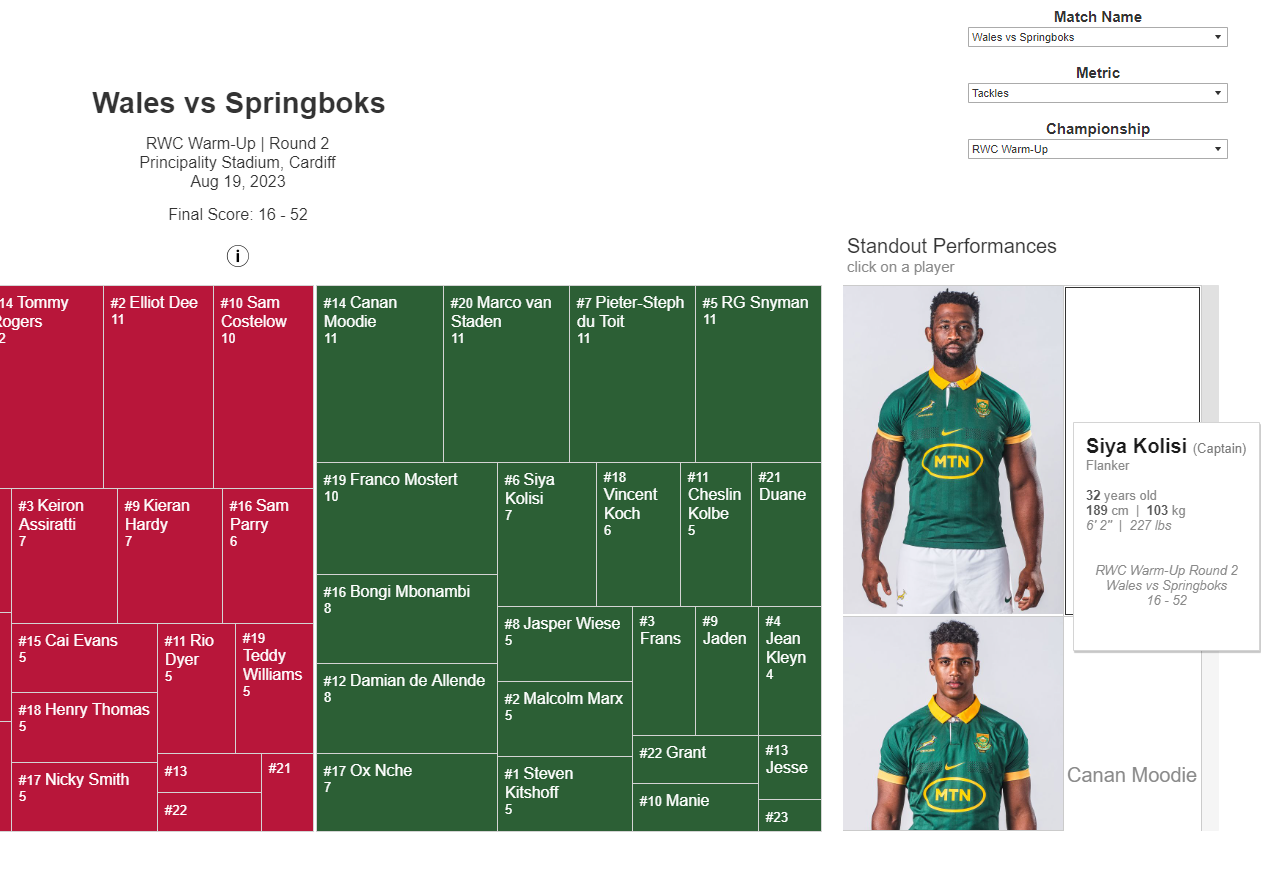 Match Name
Wales vs Springboks
Metric
Tackles
Championship
RWC Warm-Up
Wales vs Springboks
RWC Warm-Up | Round 2
Principality Stadium, Cardiff
Aug 19, 2023
Final Score: 16 - 52
i
Standout Performances
click on a player
14 Tommy
Rogers
2
#2 Elliot Dee
11
#10 Sam
Costelow
10
#14 Canan
Moodie
11
#20 Marco van
Staden
11
#7 Pieter-Steph
du Toit
11
#5 RG Snyman
11
#3 Keiron
Assiratti
7
#9 Kieran
Hardy
7
#16 Sam
Parry
6
#15 Cai Evans
5
#11 Rio
Dyer
5
#19
Teddy
Williams
5
#18 Henry Thomas
5
#17 Nicky Smith
5
#13
#22
#21
#19 Franco Mostert
10
#16 Bongi Mbonambi
8
#12 Damian de Allende
8
#17 Ox Nche
7
#6 Siya
Kolisi
7
#18
Vincent
Koch
6
#11
Cheslin
Kolbe
5
#21
Duane
#8 Jasper Wiese
5
#2 Malcolm Marx
5
#1 Steven
Kitshoff
5
#3
Frans
#9
Jaden
#4
Jean
Kleyn
4
#22 Grant
#10 Manie
#13
Jesse
#23
MTN
Siya Kolisi (Captain)
Flanker
32 years old
189 cm | 103 kg
6' 2" | 227 lbs
RWC Warm-Up Round 2
Wales vs Springboks
16 - 52
MTN
Canan Moodie